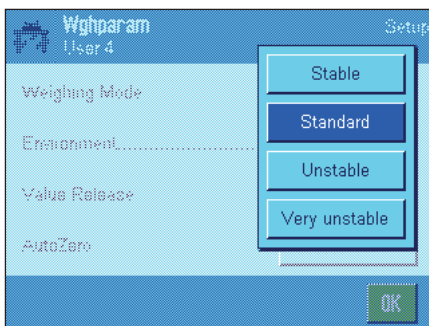 Wghparam
Setup
User 4
Weighing Mode
Environment
Value Release
AutoZero
Stable
Standard
Unstable
Very unstable
OK